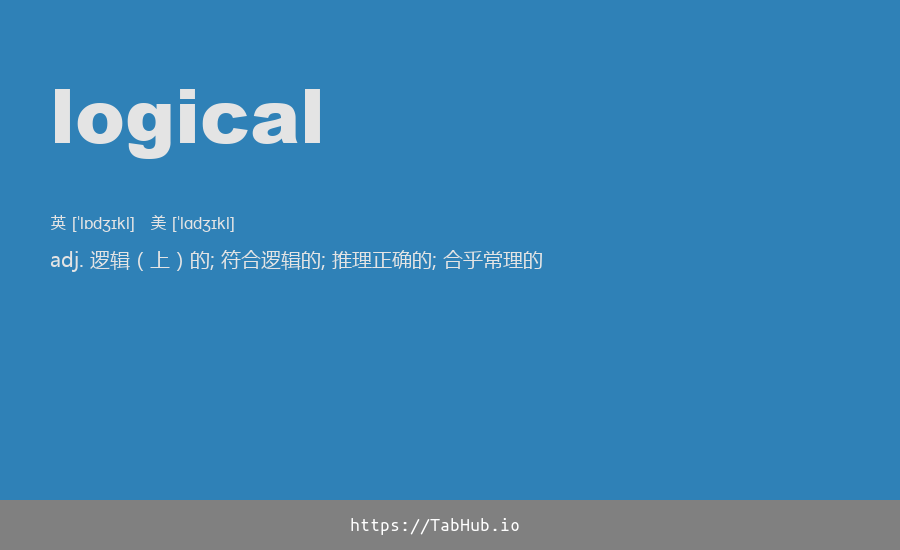 logical
英 [ˈlɒdʒɪkl] 美 [ˈlɑdʒɪkl]
adj. 逻辑（上）的; 符合逻辑的; 推理正确的; 合乎常理的
https://TabHub.io